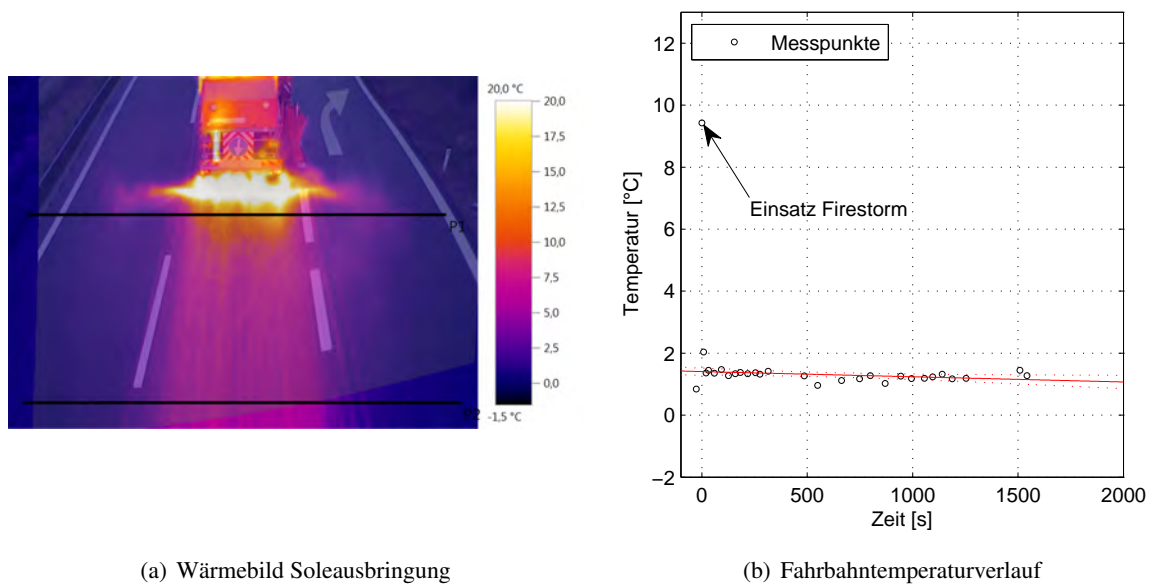 20,0 °C
20,0
17,5
15,0
12,5
10,0
7,5
5,0
2,5
0,0
-1,5 °C
P1
P2
(a) Wärmebild Soleausbringung
12
10
8
6
4
2
0
−2
Temperatur [°C]
Messpunkte
Einsatz Firestorm
0
500
1000
1500
2000
Zeit [s]
(b) Fahrbahntemperaturverlauf